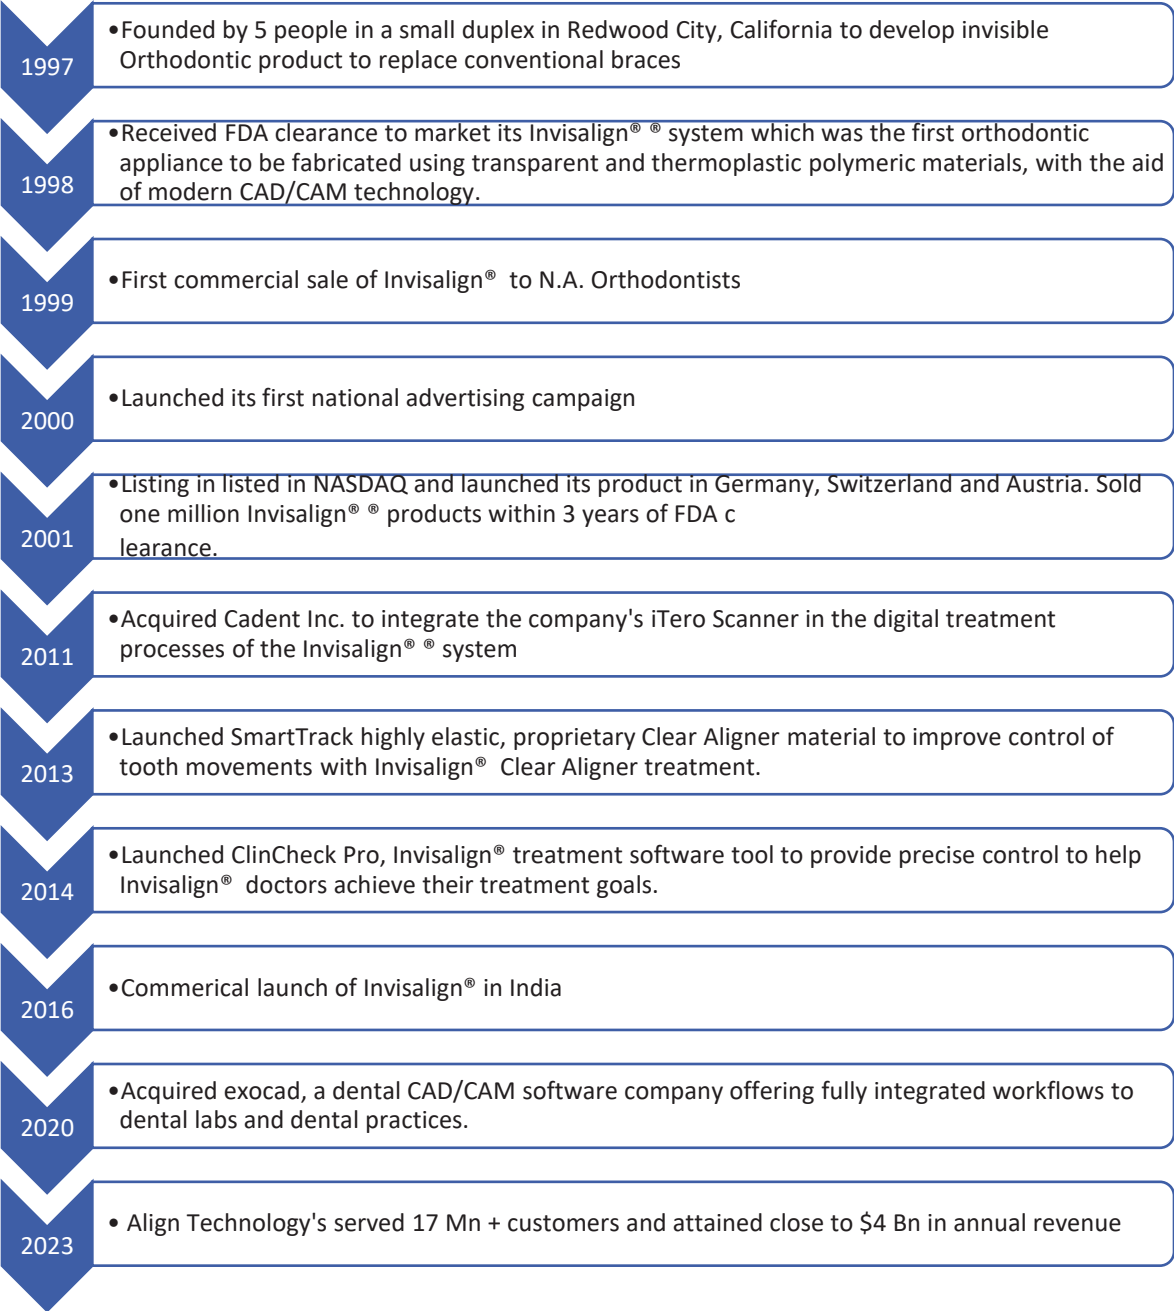 1997
•Founded by 5 people in a small duplex in Redwood City, California to develop invisible
Orthodontic product to replace conventional braces
1998
•Received FDA clearance to market its Invisalign® ® system which was the first orthodontic
appliance to be fabricated using transparent and thermoplastic polymeric materials, with the aid
of modern CAD/CAM technology.
1999
•First commercial sale of Invisalign® to N.A. Orthodontists
2000
•Launched its first national advertising campaign
2001
•Listing in listed in NASDAQ and launched its product in Germany, Switzerland and Austria. Sold
one million Invisalign® ® products within 3 years of FDA c
learance.
2011
•Acquired Cadent Inc. to integrate the company's iTero Scanner in the digital treatment
processes of the Invisalign® ® system
2013
•Launched SmartTrack highly elastic, proprietary Clear Aligner material to improve control of
tooth movements with Invisalign® Clear Aligner treatment.
2014
•Launched ClinCheck Pro, Invisalign® treatment software tool to provide precise control to help
Invisalign® doctors achieve their treatment goals.
2016
•Commerical launch of Invisalign® in India
2020
•Acquired exocad, a dental CAD/CAM software company offering fully integrated workflows to
dental labs and dental practices.
2023
• Align Technology's served 17 Mn + customers and attained close to $4 Bn in annual revenue